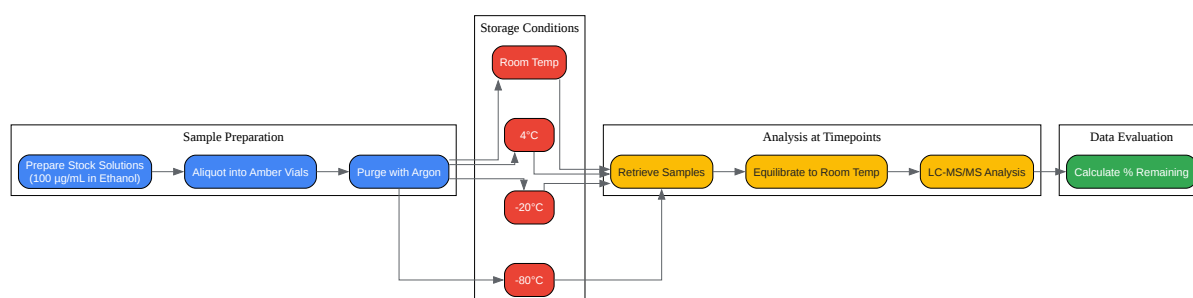 Sample Preparation
Prepare Stock Solutions
(100 µg/mL in Ethanol)
Aliquot into Amber Vials
Purge with Argon
Storage Conditions
Room Temp
4°C
-20°C
-80°C
Analysis at Timepoints
Retrieve Samples
Equilibrate to Room Temp
LC-MS/MS Analysis
Data Evaluation
Calculate % Remaining